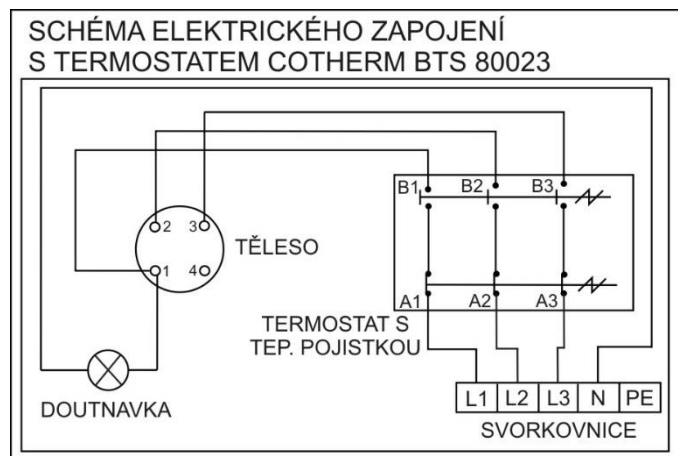 SCHÉMA ELEKTRICKÉHO ZAPOJENÍ
S TERMOSTATEM COTHERM BTS 80023
B1 B2 B3
2 3
TĚLESO
1 4
A1 A2 A3
TERMOSTAT S
TEP. POJISTKOU
L1 L2 L3 N PE
DOUTNAVKA
SVORKOVNICE